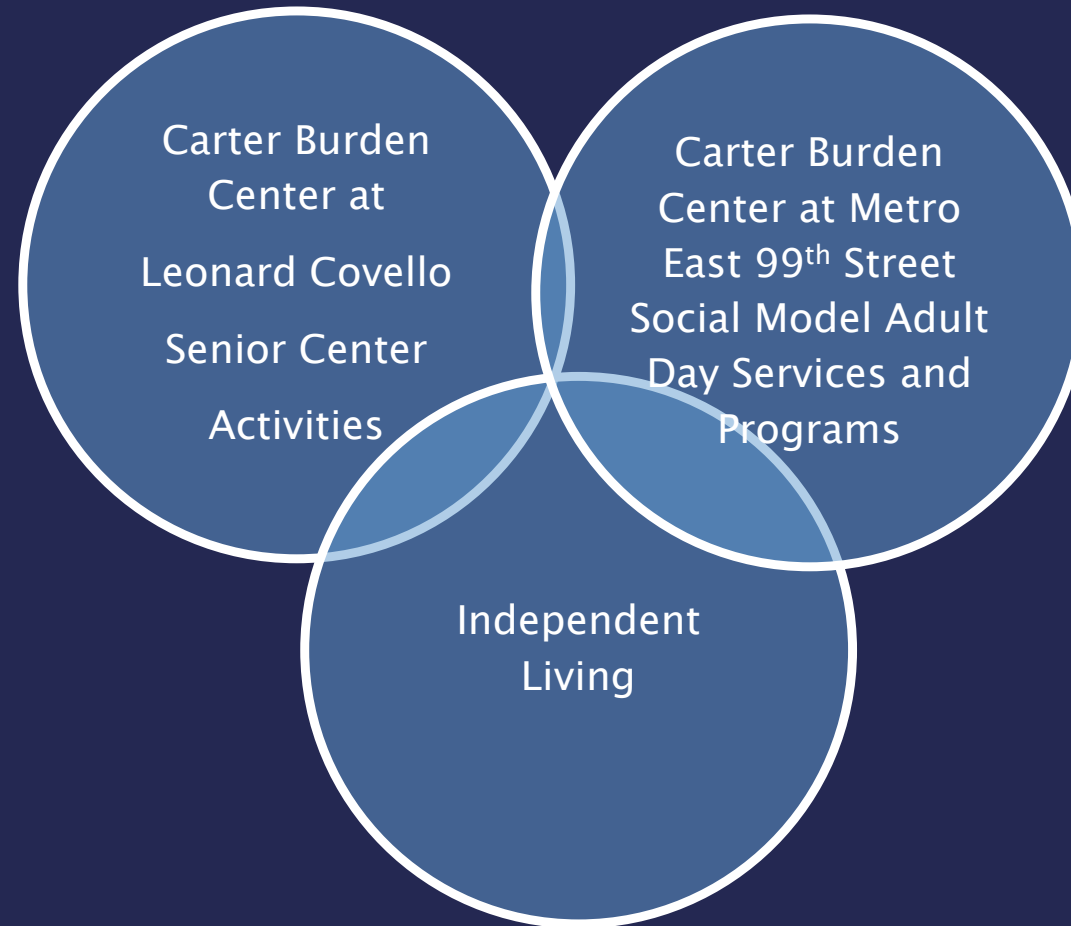 Carter Burden
Center at
Leonard Covello
Senior Center
Activities
Carter Burden
Center at Metro
East 99th Street
Social Model Adult
Day Services and
Programs
Independent
Living